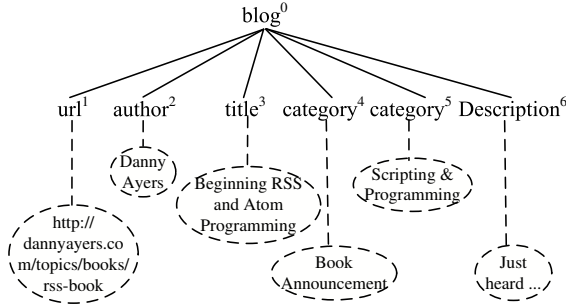 blog⁰
url¹ author² title³ category⁴ category⁵ Description⁶
Danny
Ayers
Beginning RSS
and Atom
Programming
Scripting &
Programming
http://
dannyayers.co
m/topics/books/
rss-book
Book
Announcement
Just
heard ...